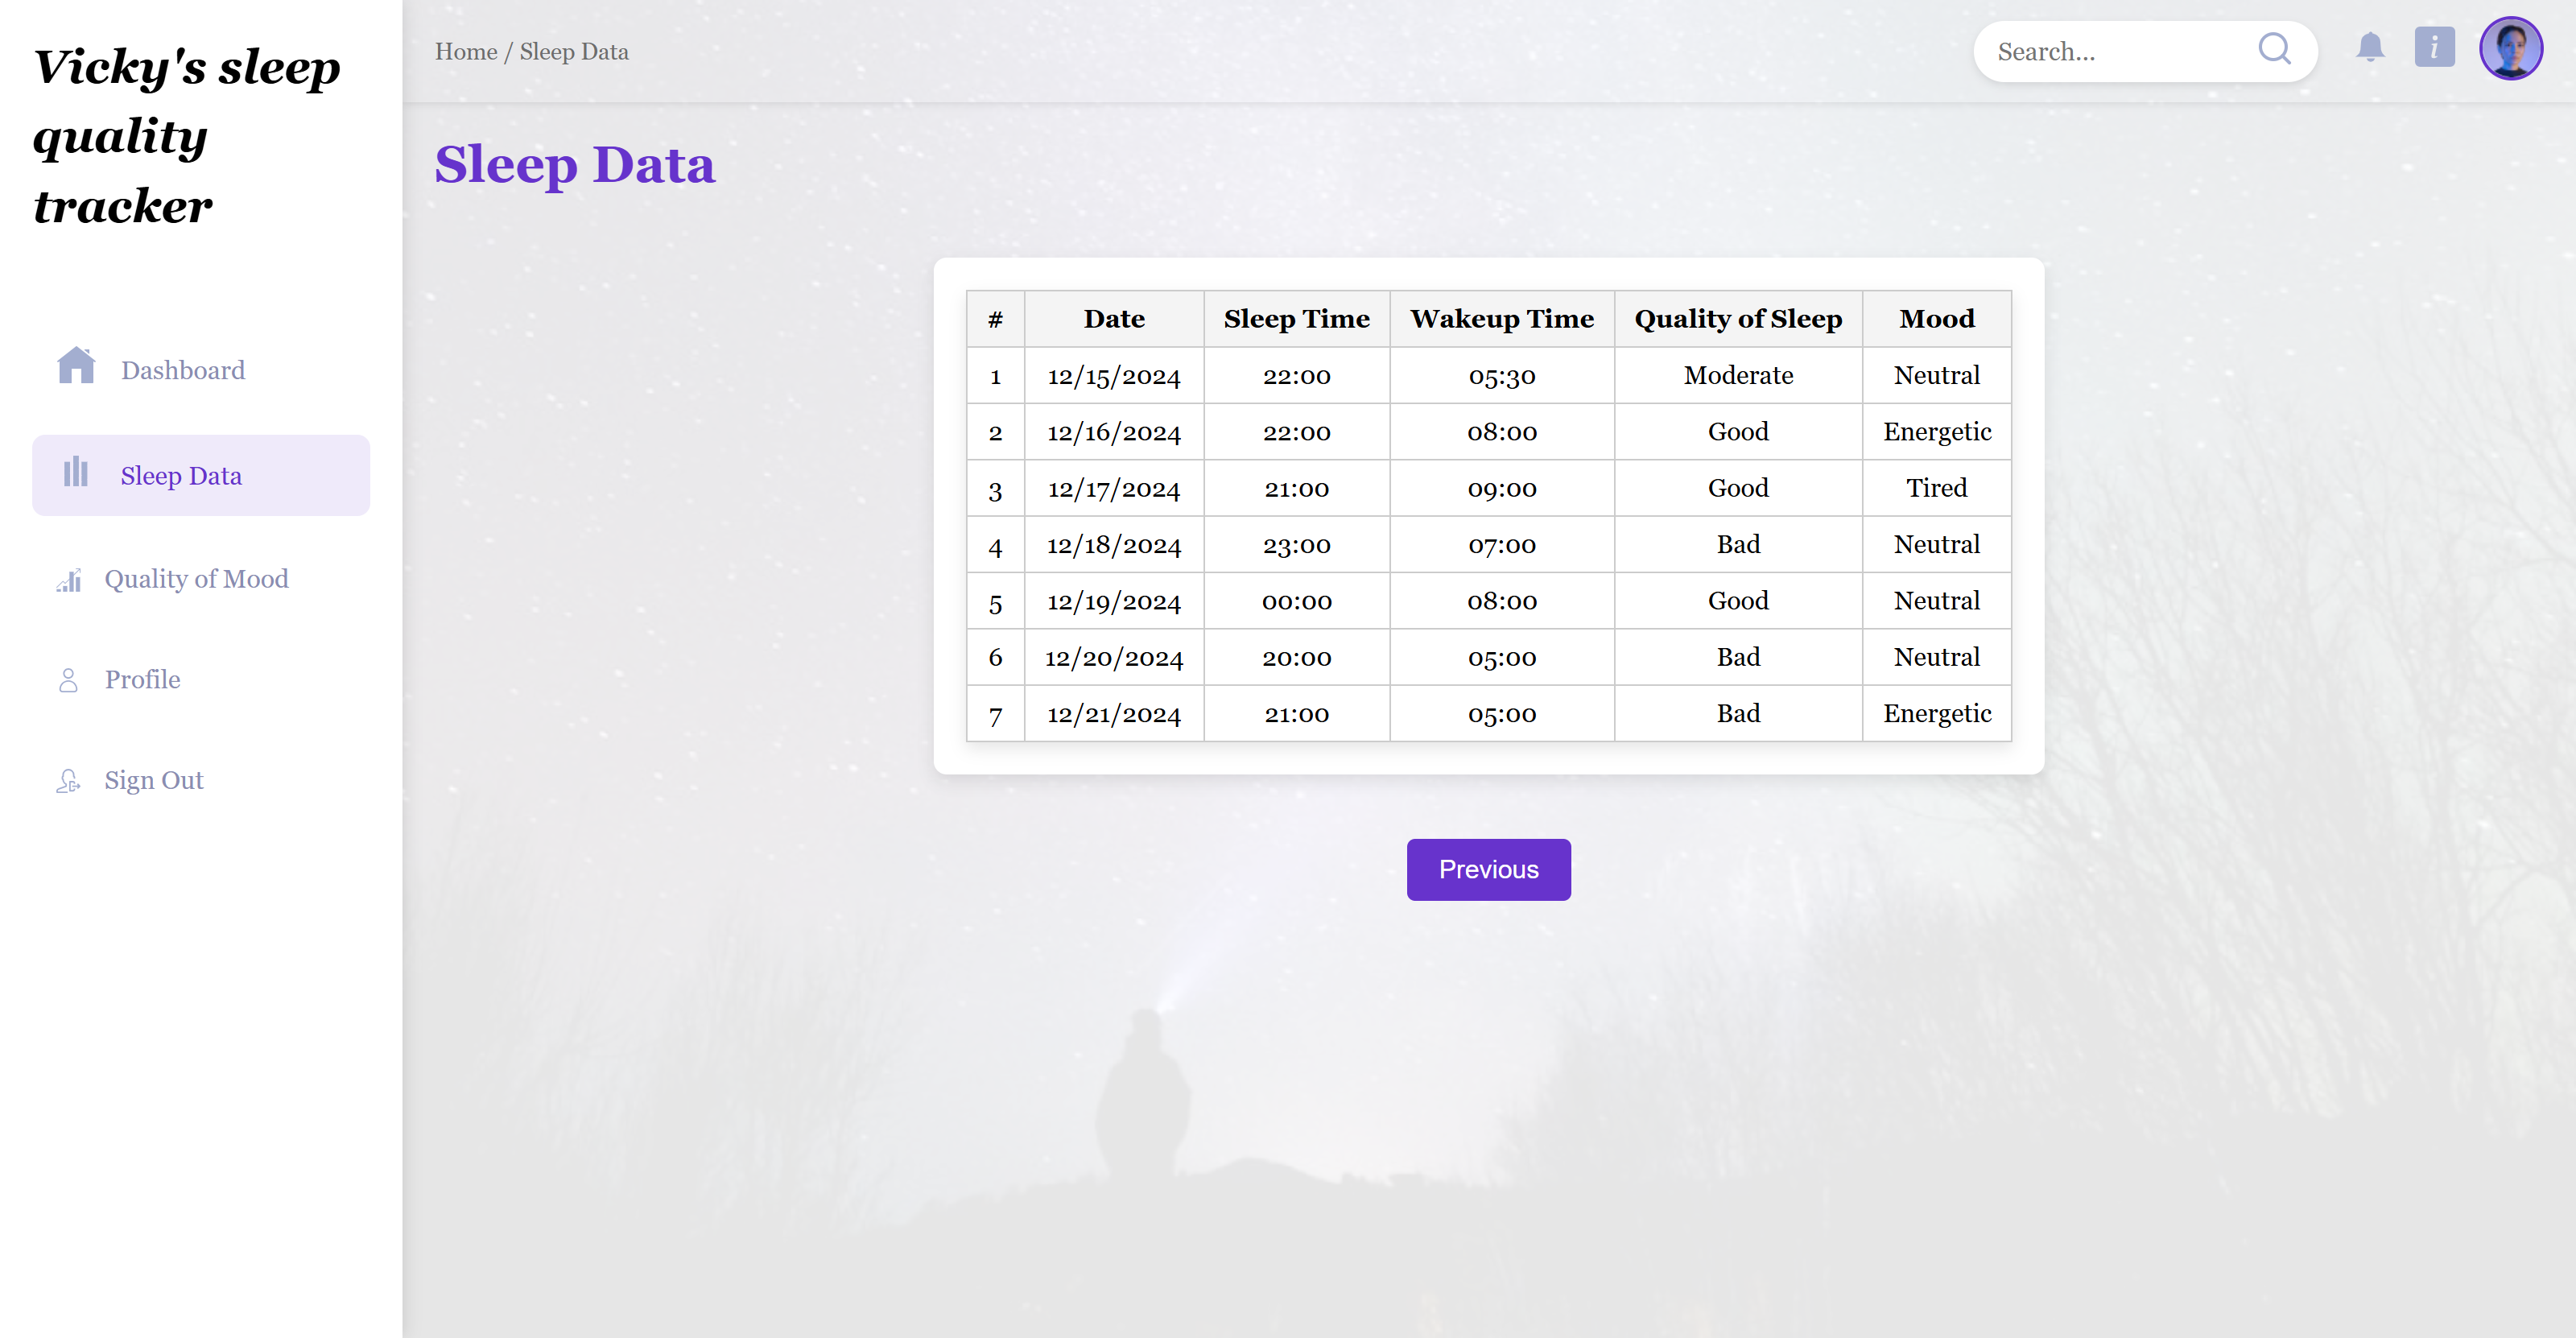 Vicky's sleep
quality
tracker
Dashboard
Sleep Data
Quality of Mood
Profile
Sign Out
Home / Sleep Data
Search...
i
Sleep Data
# Date Sleep Time Wakeup Time Quality of Sleep Mood
1 12/15/2024 22:00 05:30 Moderate Neutral
2 12/16/2024 22:00 08:00 Good Energetic
3 12/17/2024 21:00 09:00 Good Tired
4 12/18/2024 23:00 07:00 Bad Neutral
5 12/19/2024 00:00 08:00 Good Neutral
6 12/20/2024 20:00 05:00 Bad Neutral
7 12/21/2024 21:00 05:00 Bad Energetic
Previous